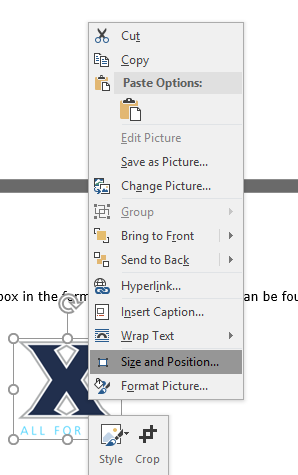 Cut
Copy
Paste Options:
Edit Picture
Save as Picture...
Change Picture...
Group
Bring to Front
Send to Back
box in the form can be fou
Hyperlink...
Insert Caption...
Wrap Text
Size and Position...
Format Picture...
X
ALL FOR
Style Crop